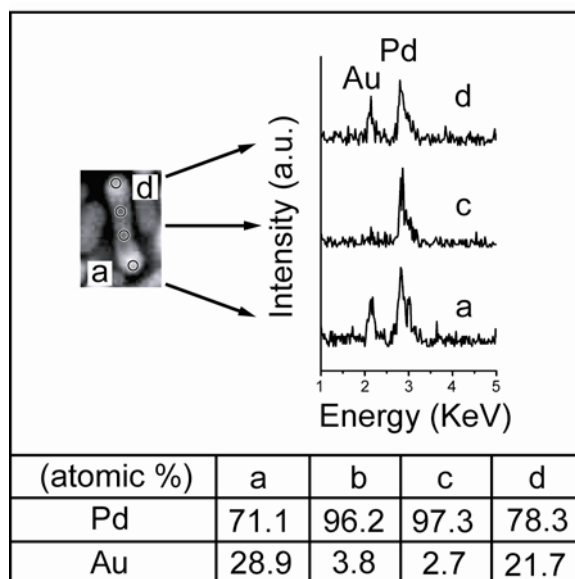 Pd
Au
d
d
c
a
a
Intensity (a.u.)
1 2 3 4 5
Energy (KeV)
(atomic %) a b c d
Pd 71.1 96.2 97.3 78.3
Au 28.9 3.8 2.7 21.7